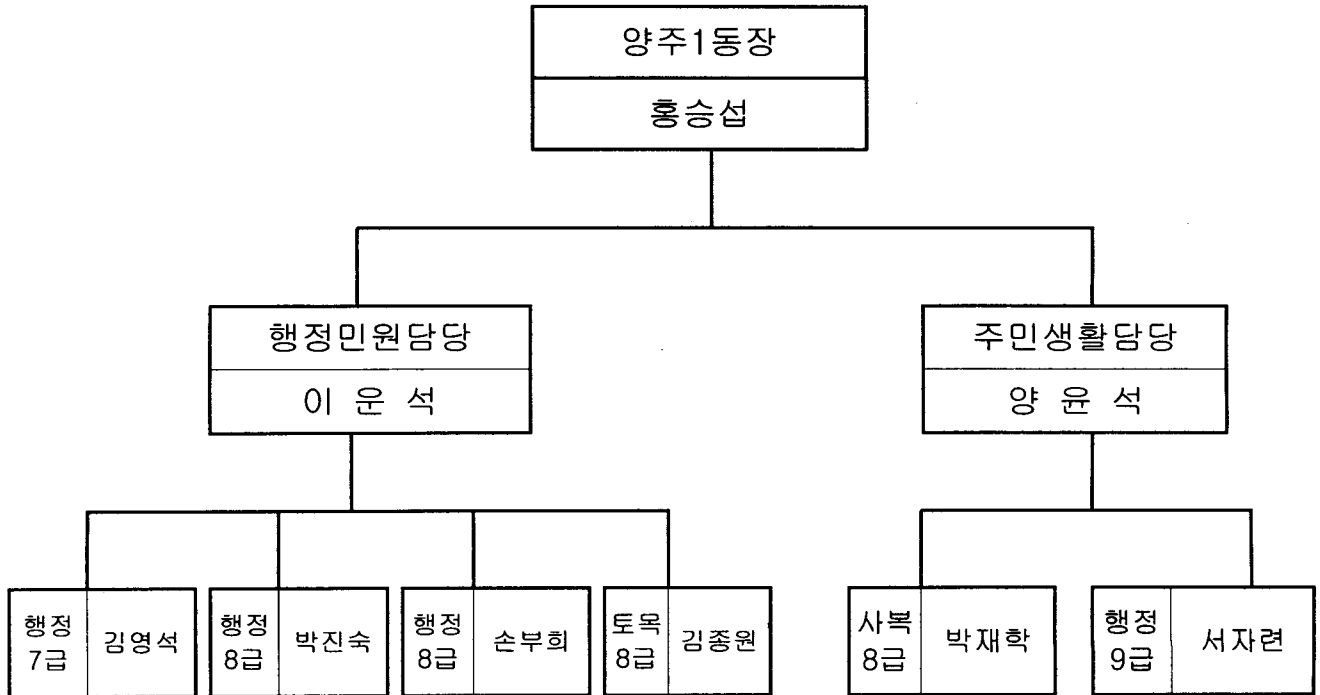 양주1동장
홍승섭
행정민원담당
이 운 석
주민생활담당
양 윤 석
행정
7급
김영석
행정
8급
박진숙
행정
8급
손부희
토목
8급
김종원
사복
8급
박재학
행정
9급
서자련